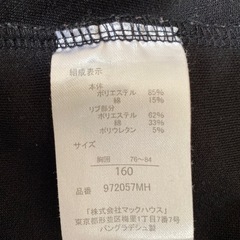 組成表示
本体
ポリエステル 85%
綿 15%
リブ部分
ポリエステル 62%
綿 33%
ポリウレタン 5%
サイズ
胸囲 76~84
160
品番 972057MH
「株式会社マックハウス」
東京都杉並区梅里1丁目7番7号
バングラデシュ製